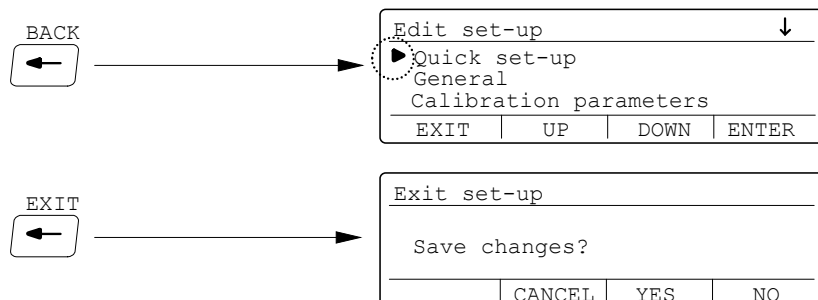 BACK
Edit set-up ↓
Quick set-up
General
Calibration parameters
EXIT UP DOWN ENTER
EXIT
Exit set-up
Save changes?
CANCEL YES NO